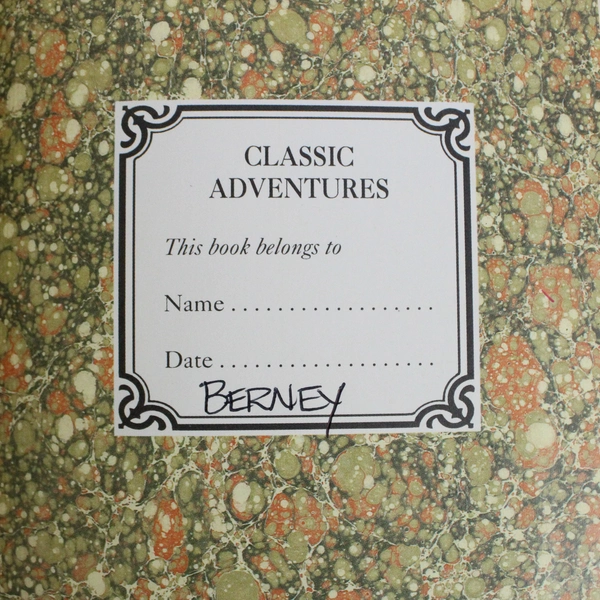 CLASSIC
ADVENTURES
This book belongs to
Name ..................
Date ...................
BERNEY